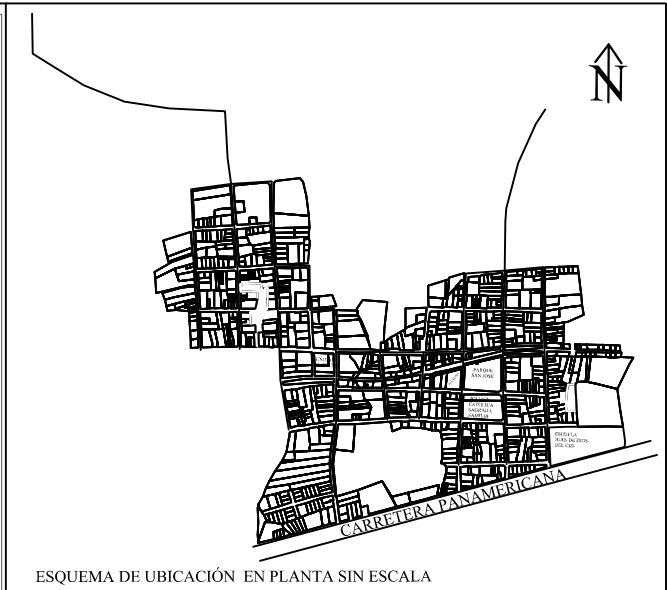 N
PARQUE
SAN JOSE
CATOLICA
SAGRADA
FAMILIA
ESCUELA
JUAN DE DIOS
DEL CID
CARRETERA PANAMERICANA
ESQUEMA DE UBICACIÓN EN PLANTA SIN ESCALA